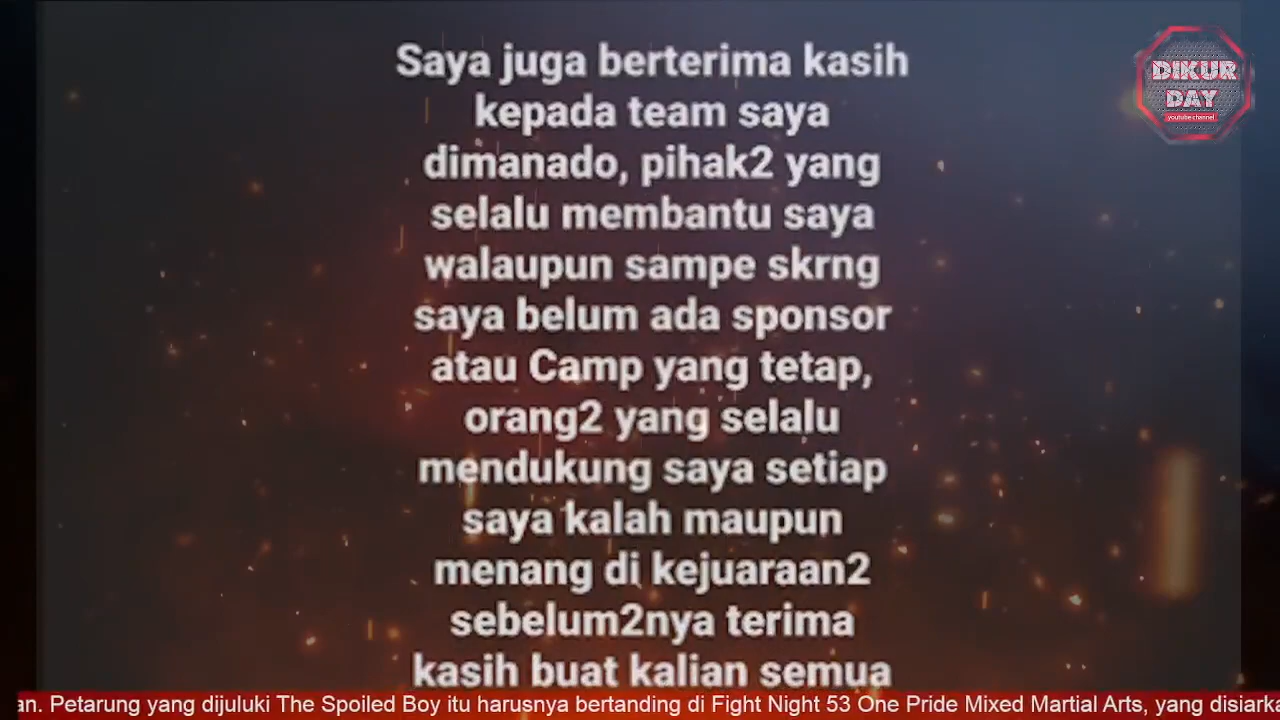 Saya juga berterima kasih
kepada team saya
dimanado, pihak2 yang
selalu membantu saya
walaupun sampe skrng
saya belum ada sponsor
atau Camp yang tetap,
orang2 yang selalu
mendukung saya setiap
saya kalah maupun
menang di kejuaraan2
sebelum2nya terima
kasih buat kalian semua
DIKUR
DAY
youtube channel
an. Petarung yang dijuluki The Spoiled Boy itu harusnya bertanding di Fight Night 53 One Pride Mixed Martial Arts, yang disiarka